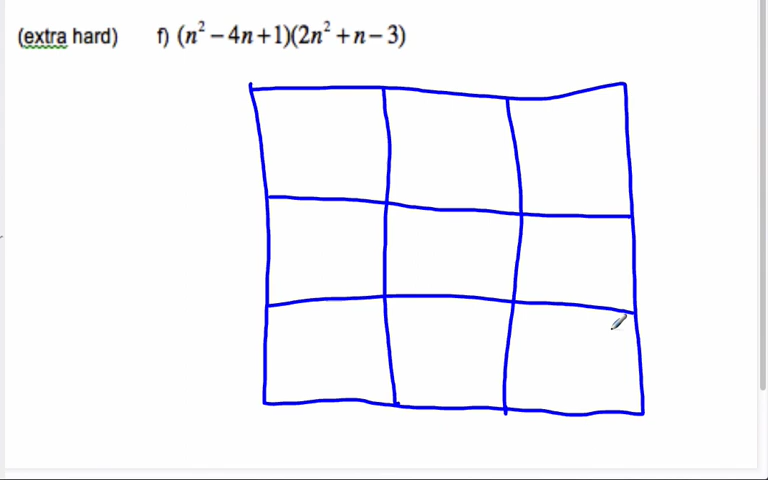 (extra hard) f) (n² – 4n + 1)(2n² + n – 3)